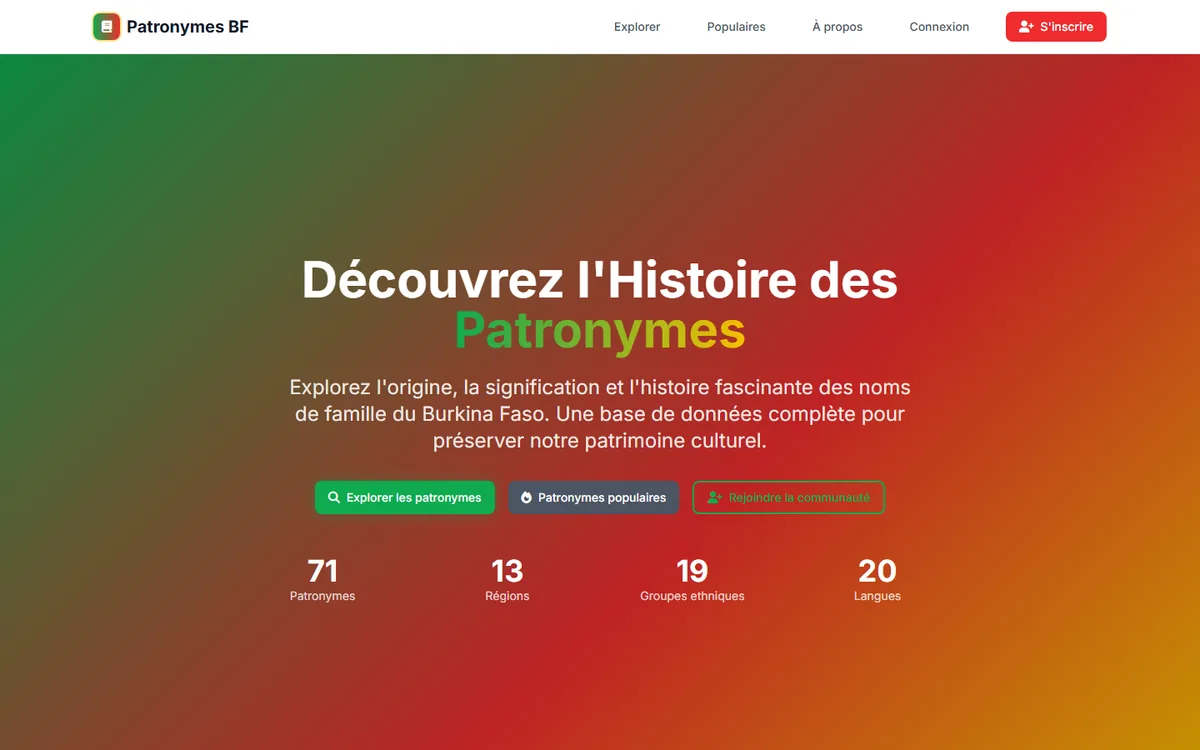 Patronymes BF
Explorer
Populaires
À propos
Connexion
S'inscrire
Découvrez l'Histoire des
Patronymes
Explorez l'origine, la signification et l'histoire fascinante des noms
de famille du Burkina Faso. Une base de données complète pour
préserver notre patrimoine culturel.
Explorer les patronymes
Patronymes populaires
Rejoindre la communauté
71
Patronymes
13
Régions
19
Groupes ethniques
20
Langues